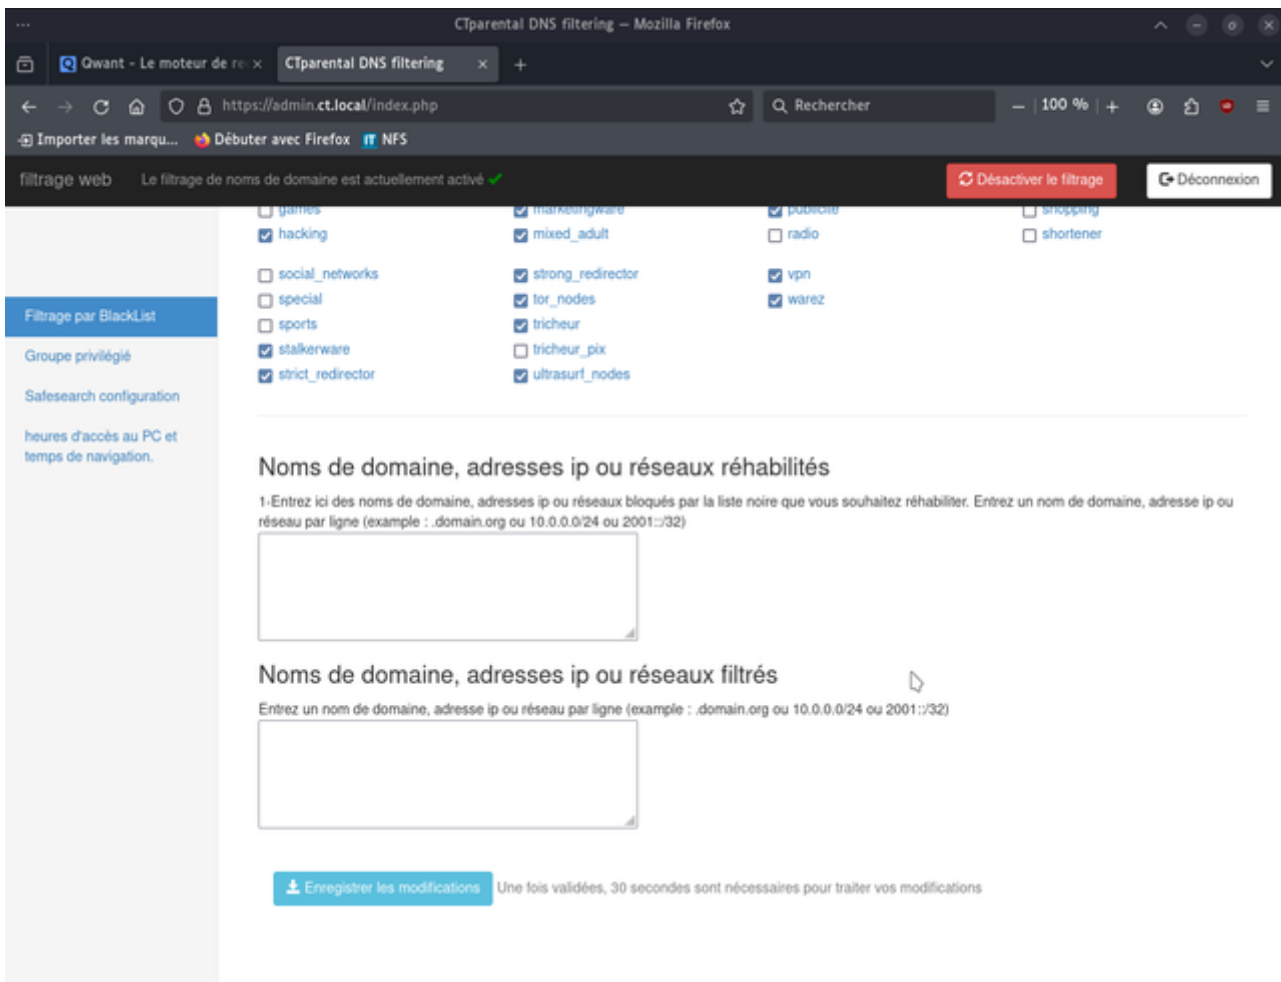 CTparental DNS filtering — Mozilla Firefox
Qwant - Le moteur de re
CTparental DNS filtering
https://admin.ct.local/index.php
Rechercher
100 %
Importer les marqu...
Débuter avec Firefox
IT NFS
filtrage web
Le filtrage de noms de domaine est actuellement activé
Désactiver le filtrage
Déconnexion
games marketingware publicite shopping
hacking mixed_adult radio shortener
social_networks strong_redirector vpn
special tor_nodes warez
sports tricheur
stalkerware tricheur_pix
strict_redirector ultrasurf_nodes
Filtrage par BlackList
Groupe privilégié
Safesearch configuration
heures d'accès au PC et
temps de navigation.
Noms de domaine, adresses ip ou réseaux réhabilités
1-Entrez ici des noms de domaine, adresses ip ou réseaux bloqués par la liste noire que vous souhaitez réhabiliter. Entrez un nom de domaine, adresse ip ou
réseau par ligne (example : .domain.org ou 10.0.0.0/24 ou 2001::/32)
Noms de domaine, adresses ip ou réseaux filtrés
Entrez un nom de domaine, adresse ip ou réseau par ligne (example : .domain.org ou 10.0.0.0/24 ou 2001::/32)
Enregistrer les modifications
Une fois validées, 30 secondes sont nécessaires pour traiter vos modifications